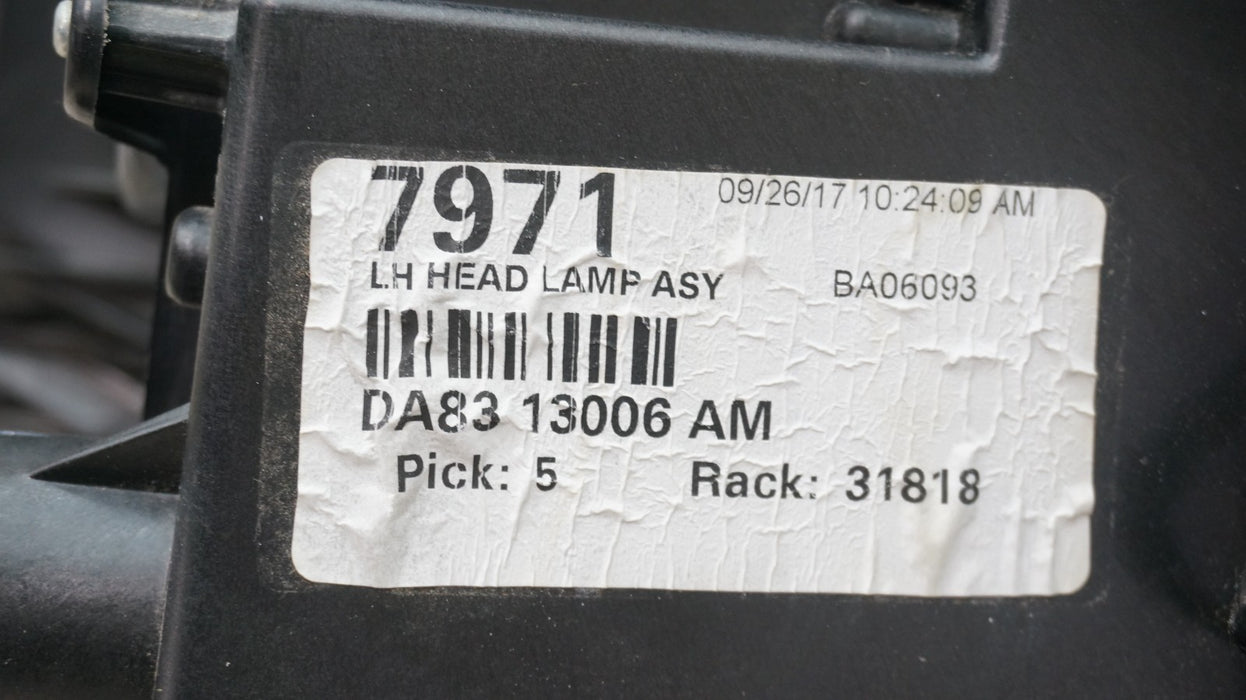 7971 09/26/17 10:24:09 AM
LH HEAD LAMP ASY BA06093
DA83 13006 AM
Pick: 5 Rack: 31818